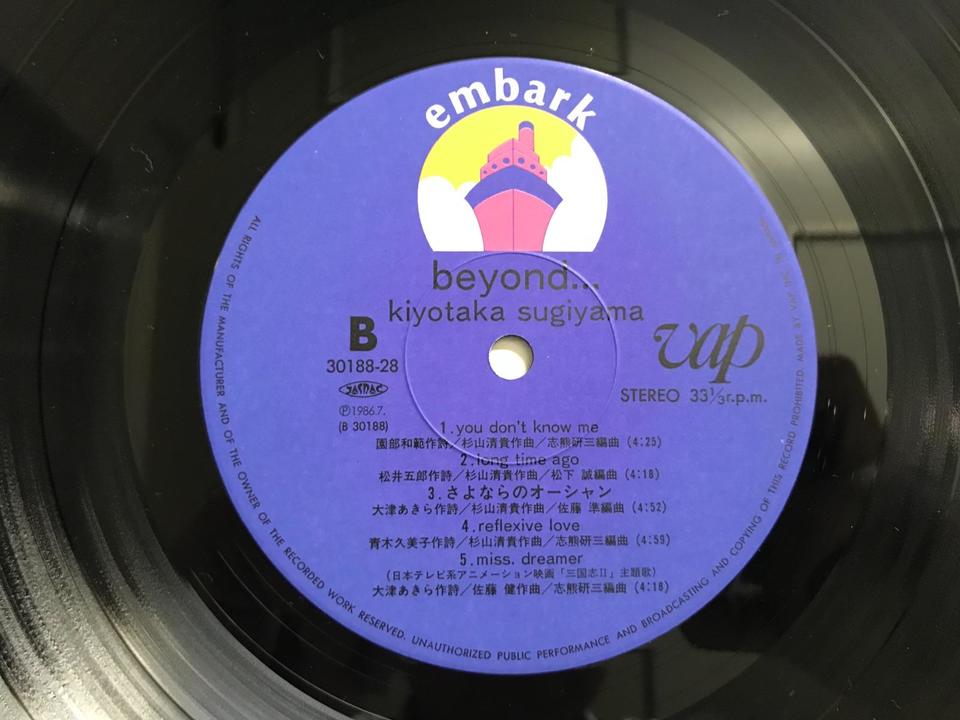 embark
beyond...
kiyotaka sugiyama
B
30188-28
JASRAC
Ⓟ1986.7.
(B 30188)
vap
STEREO 33⅓r.p.m.
1.you don't know me
園部和範作詩／杉山清貴作曲／志熊研三編曲 (4:25)
2.long time ago
松井五郎作詩／杉山清貴作曲／松下 誠編曲 (4:18)
3.さよならのオーシャン
大津あきら作詩／杉山清貴作曲／佐藤 準編曲 (4:52)
4.reflexive love
青木久美子作詩／杉山清貴作曲／志熊研三編曲 (4:59)
5.miss. dreamer
(日本テレビ系アニメーション映画「三国志II」主題歌)
大津あきら作詩／佐藤 健作曲／志熊研三編曲 (4:18)
ALL RIGHTS OF THE MANUFACTURER AND OF THE OWNER OF THE RECORDED WORK RESERVED. UNAUTHORIZED PUBLIC PERFORMANCE AND BROADCASTING AND COPYING OF THIS RECORD PROHIBITED. MADE BY VAP INC. IN JAPAN.